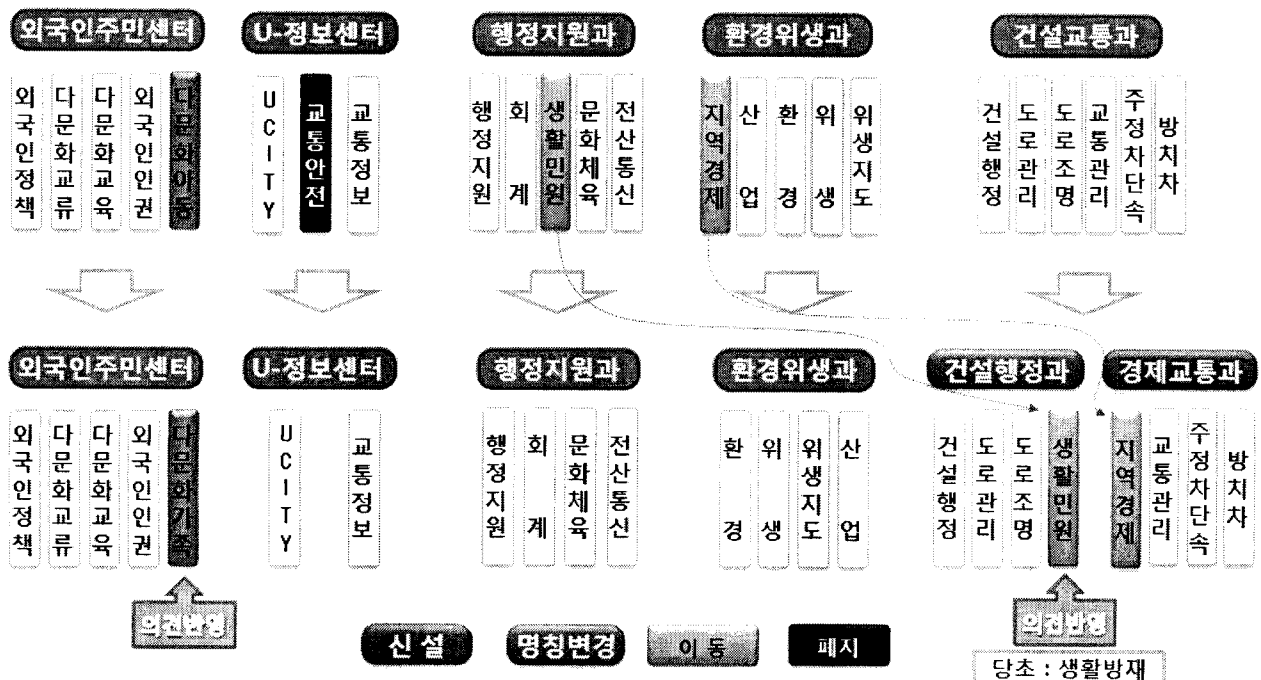 외국인주민센터 U-정보센터 행정지원과 환경위생과 건설교통과
외국인정책 다문화교류 다문화교육 외국인인권 다문화아동 UCITY 교통안전 교통정보 행정지원 회계 생활민원 문화체육 전산통신 지역경제 산업 환경 위생 위생지도 건설행정 도로관리 도로조명 교통관리 주정차단속 방치차
외국인주민센터 U-정보센터 행정지원과 환경위생과 건설행정과 경제교통과
외국인정책 다문화교류 다문화교육 외국인인권 다문화가족 UCITY 교통정보 행정지원 회계 문화체육 전산통신 환경 위생 위생지도 산업 건설행정 도로관리 도로조명 생활민원 지역경제 교통관리 주정차단속 방치차
의견반영 의견반영
신설 명칭변경 이동 폐지
당초 : 생활방재